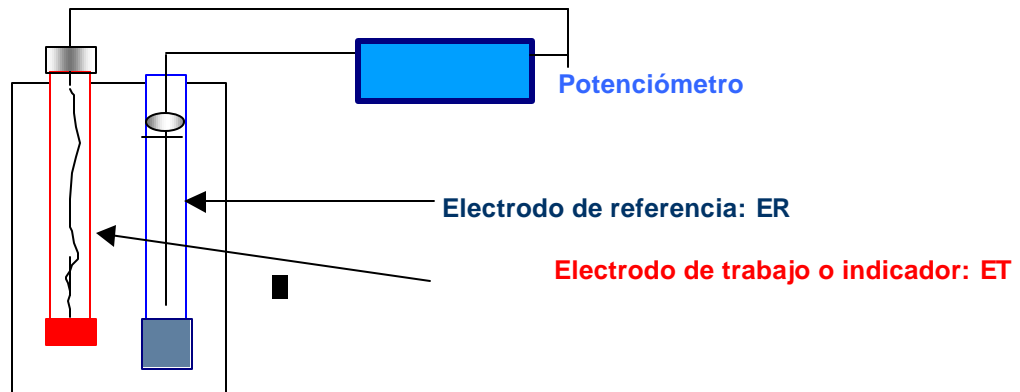 Potenciómetro
Electrodo de referencia: ER
Electrodo de trabajo o indicador: ET